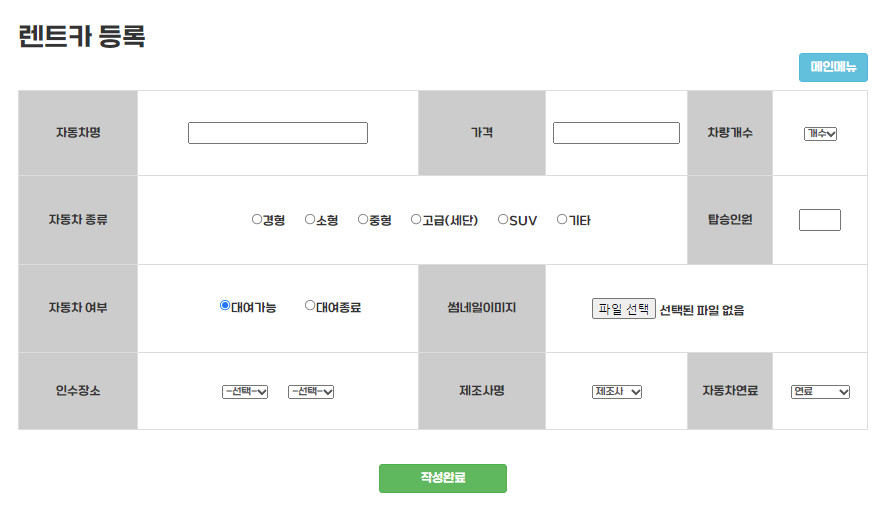 렌트카 등록
메인메뉴
자동차명 가격 차량개수 개수
자동차 종류 경형 소형 중형 고급(세단) SUV 기타 탑승인원
자동차 여부 대여가능 대여종료 썸네일이미지 파일 선택 선택된 파일 없음
인수장소 -선택- -선택- 제조사명 제조사 자동차연료 연료
작성완료